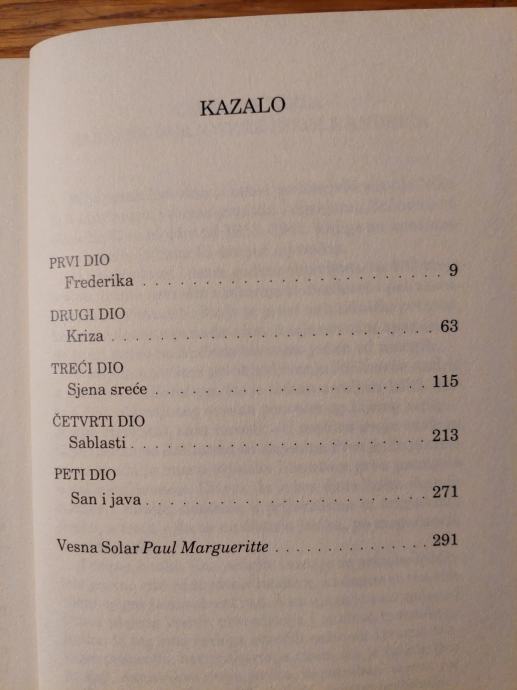 KAZALO
PRVI DIO
Frederika . . . . . . . . . . . . . . . . . . . . . . . . . . 9
DRUGI DIO
Kriza . . . . . . . . . . . . . . . . . . . . . . . . . . . . 63
TREĆI DIO
Sjena sreće . . . . . . . . . . . . . . . . . . . . . . . . 115
ČETVRTI DIO
Sablasti . . . . . . . . . . . . . . . . . . . . . . . . . . 213
PETI DIO
San i java . . . . . . . . . . . . . . . . . . . . . . . . . 271
Vesna Solar Paul Margueritte . . . . . . . . . . . . . . 291